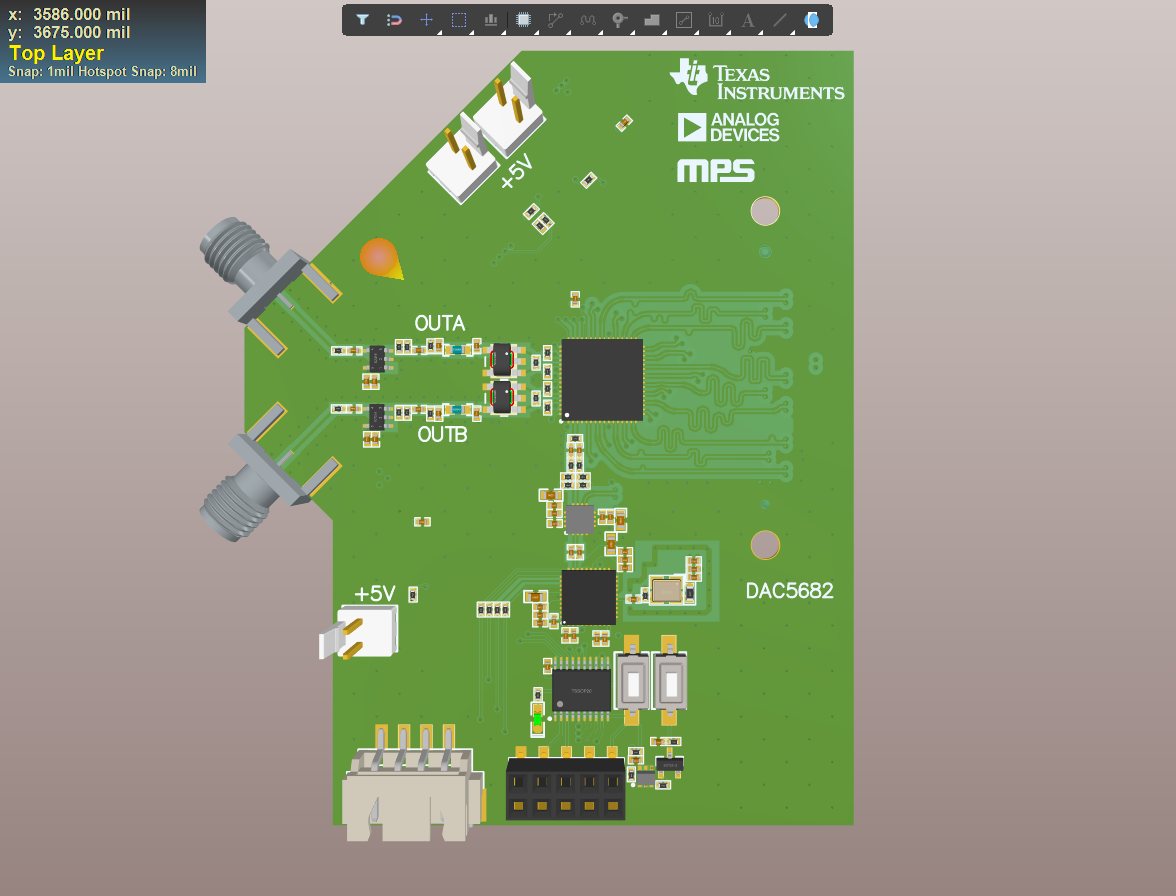 x: 3586.000 mil
y: 3675.000 mil
Top Layer
Snap: 1mil Hotspot Snap: 8mil
TEXAS
INSTRUMENTS
ANALOG
DEVICES
mps
+5V
OUTA
OUTB
+5V
DAC5682